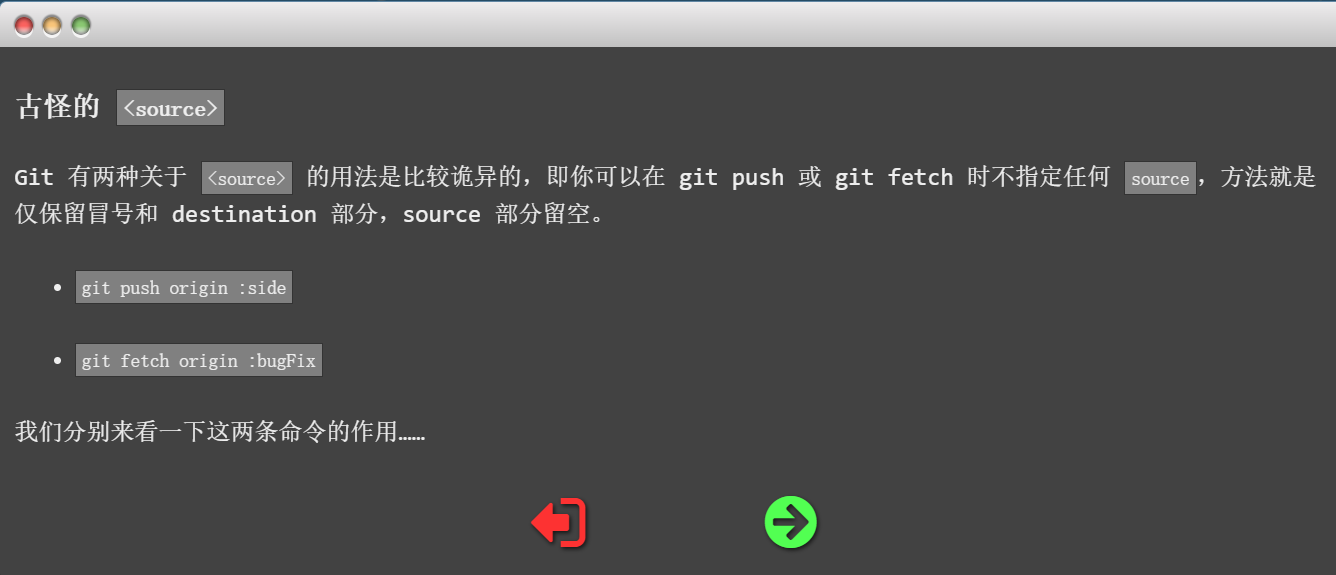 古怪的 <source>
Git 有两种关于 <source> 的用法是比较诡异的，即你可以在 git push 或 git fetch 时不指定任何 source，方法就是
仅保留冒号和 destination 部分，source 部分留空。
• git push origin :side
• git fetch origin :bugFix
我们分别来看一下这两条命令的作用……